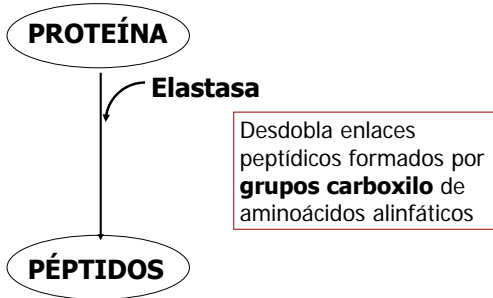 PROTEÍNA
Elastasa
Desdobla enlaces
peptídicos formados por
grupos carboxilo de
aminoácidos alinfáticos
PÉPTIDOS